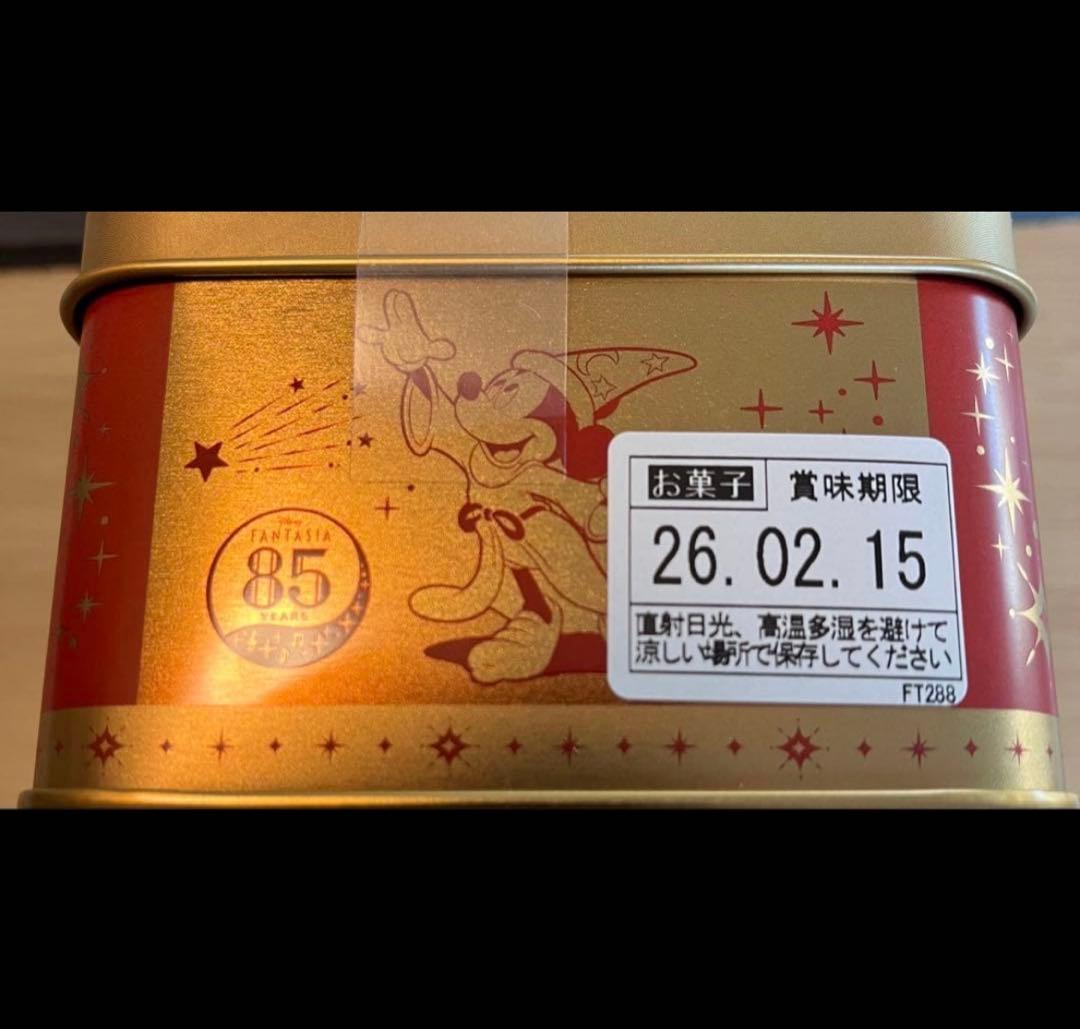 Disney
FANTASIA
85
YEARS
お菓子 賞味期限
26.02.15
直射日光、高温多湿を避けて
涼しい場所で保存してください
FT288